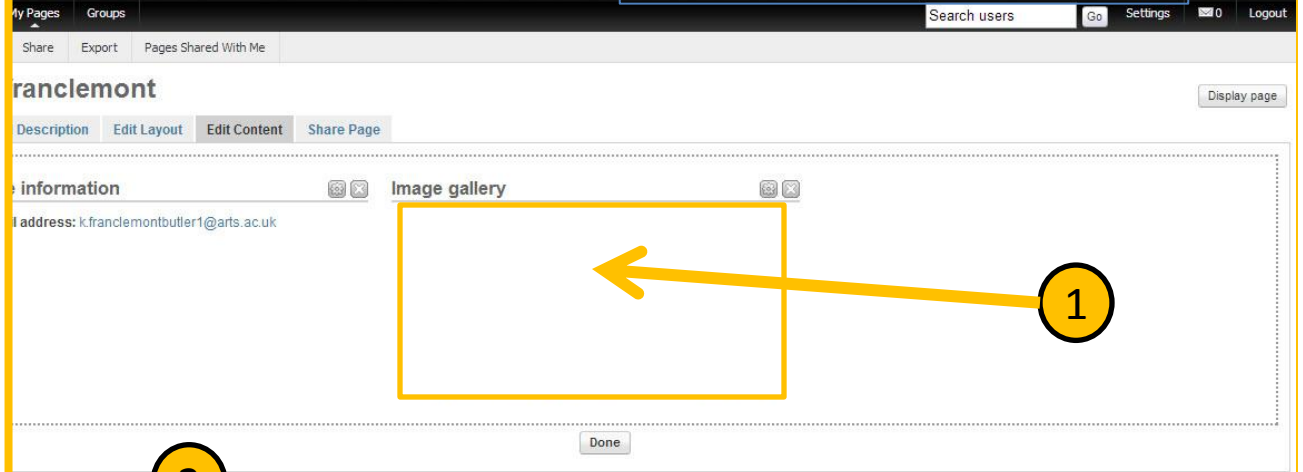 My Pages Groups Search users Go Settings 0 Logout
Share Export Pages Shared With Me
ranclemont
Display page
Description Edit Layout Edit Content Share Page
information Image gallery
address: k.franclemontbutler1@arts.ac.uk
1
Done